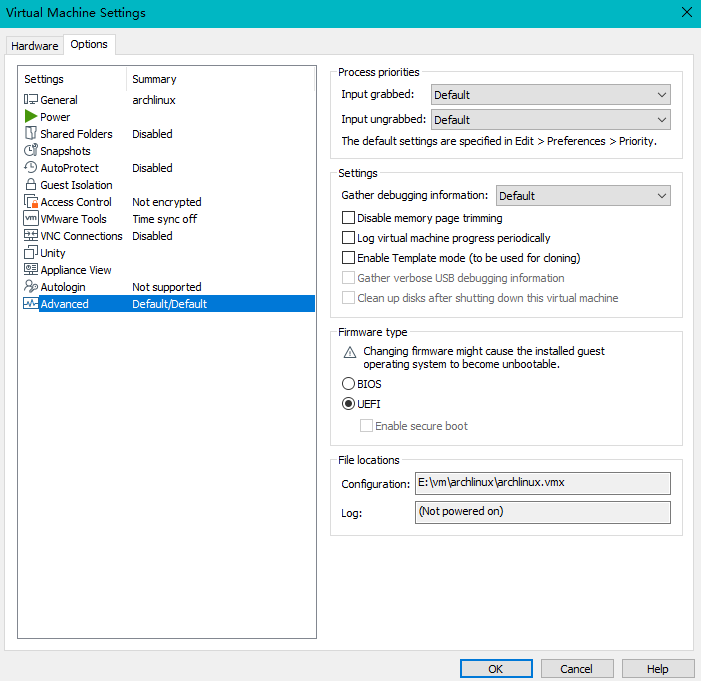 Virtual Machine Settings
Hardware
Options
Settings Summary
General archlinux
Power
Shared Folders Disabled
Snapshots
AutoProtect Disabled
Guest Isolation
Access Control Not encrypted
vm VMware Tools Time sync off
VNC Connections Disabled
Unity
Appliance View
Autologin Not supported
Advanced Default/Default
Process priorities
Input grabbed: Default
Input ungrabbed: Default
The default settings are specified in Edit > Preferences > Priority.
Settings
Gather debugging information: Default
Disable memory page trimming
Log virtual machine progress periodically
Enable Template mode (to be used for cloning)
Gather verbose USB debugging information
Clean up disks after shutting down this virtual machine
Firmware type
Changing firmware might cause the installed guest
operating system to become unbootable.
BIOS
UEFI
Enable secure boot
File locations
Configuration: E:\vm\archlinux\archlinux.vmx
Log: (Not powered on)
OK Cancel Help